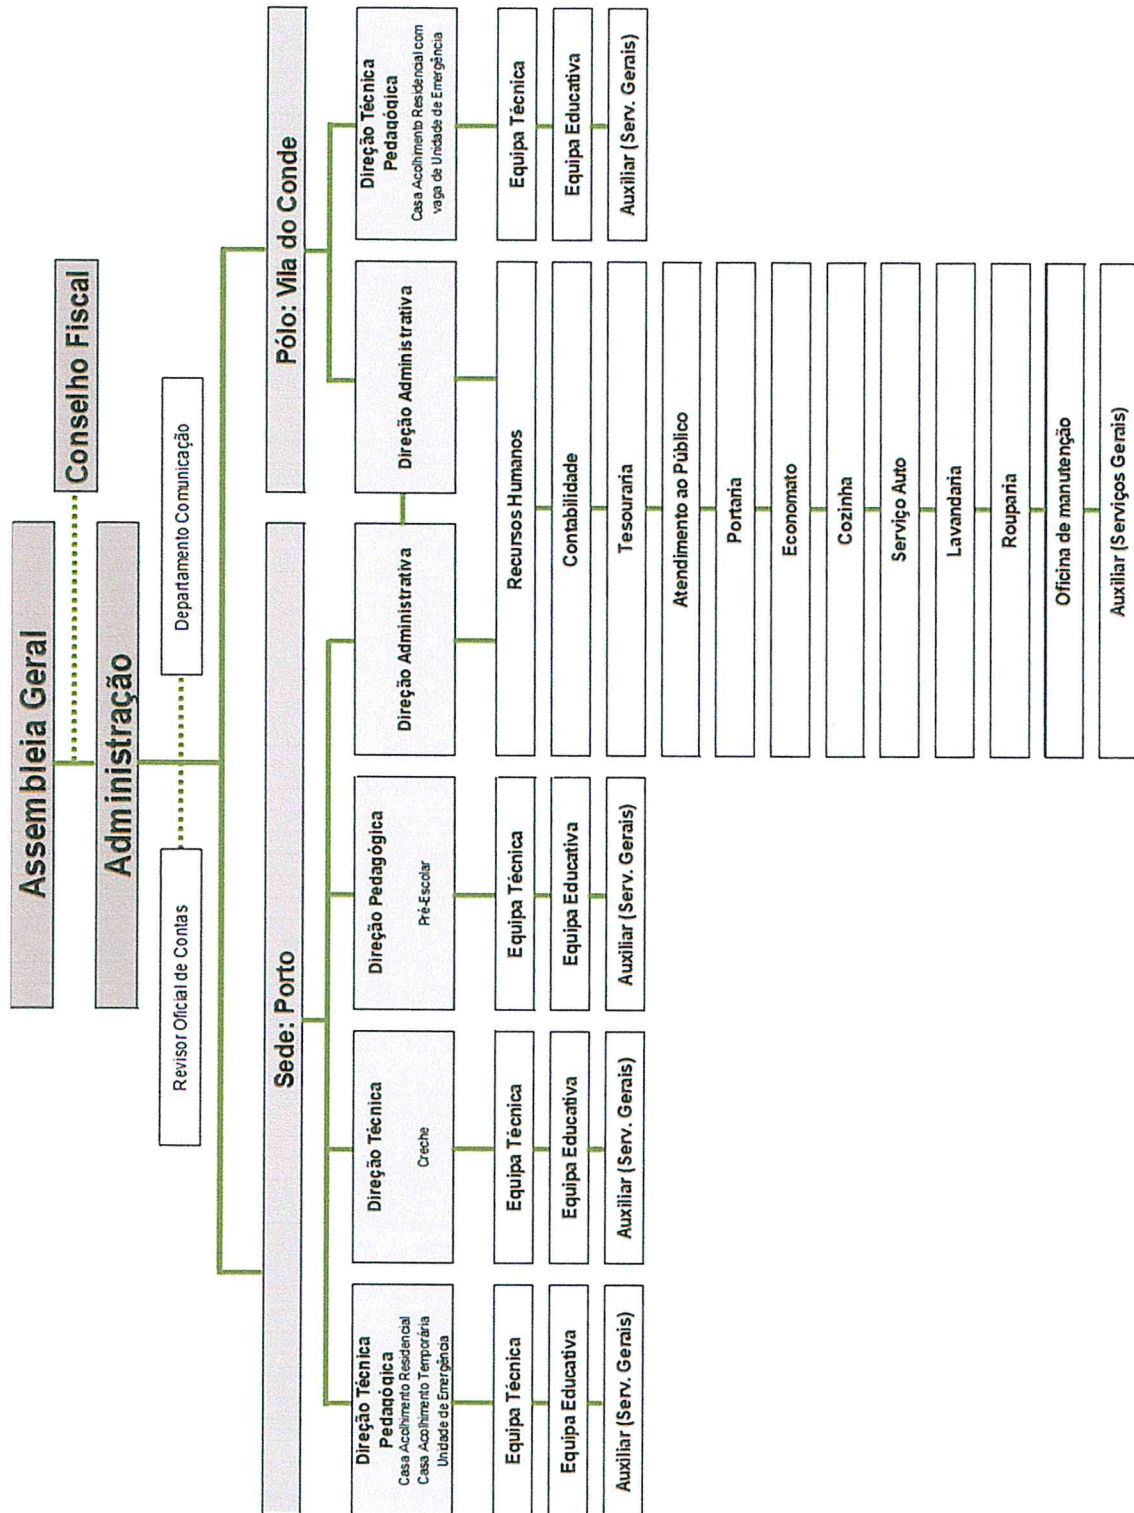 Assembleia Geral
Conselho Fiscal
Administração
Revisor Oficial de Contas
Departamento Comunicação
Sede: Porto
Pólo: Vila do Conde
Direção Técnica
Pedagógica
Casa Acolhimento Residencial
Casa Acolhimento Temporária
Unidade de Emergência
Direção Técnica
Creche
Direção Pedagógica
Pré-Escolar
Direção Administrativa
Direção Administrativa
Direção Técnica
Pedagógica
Casa Acolhimento Residencial com
vaga de Unidade de Emergência
Equipa Técnica
Equipa Técnica
Equipa Técnica
Recursos Humanos
Equipa Técnica
Equipa Educativa
Equipa Educativa
Equipa Educativa
Contabilidade
Equipa Educativa
Auxiliar (Serv. Gerais)
Auxiliar (Serv. Gerais)
Auxiliar (Serv. Gerais)
Tesouraria
Auxiliar (Serv. Gerais)
Atendimento ao Público
Portaria
Economato
Cozinha
Serviço Auto
Lavandaria
Rouparia
Oficina de manutenção
Auxiliar (Serviços Gerais)